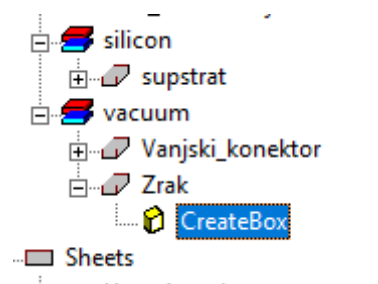 silicon
supstrat
vacuum
Vanjski_konektor
Zrak
CreateBox
Sheets